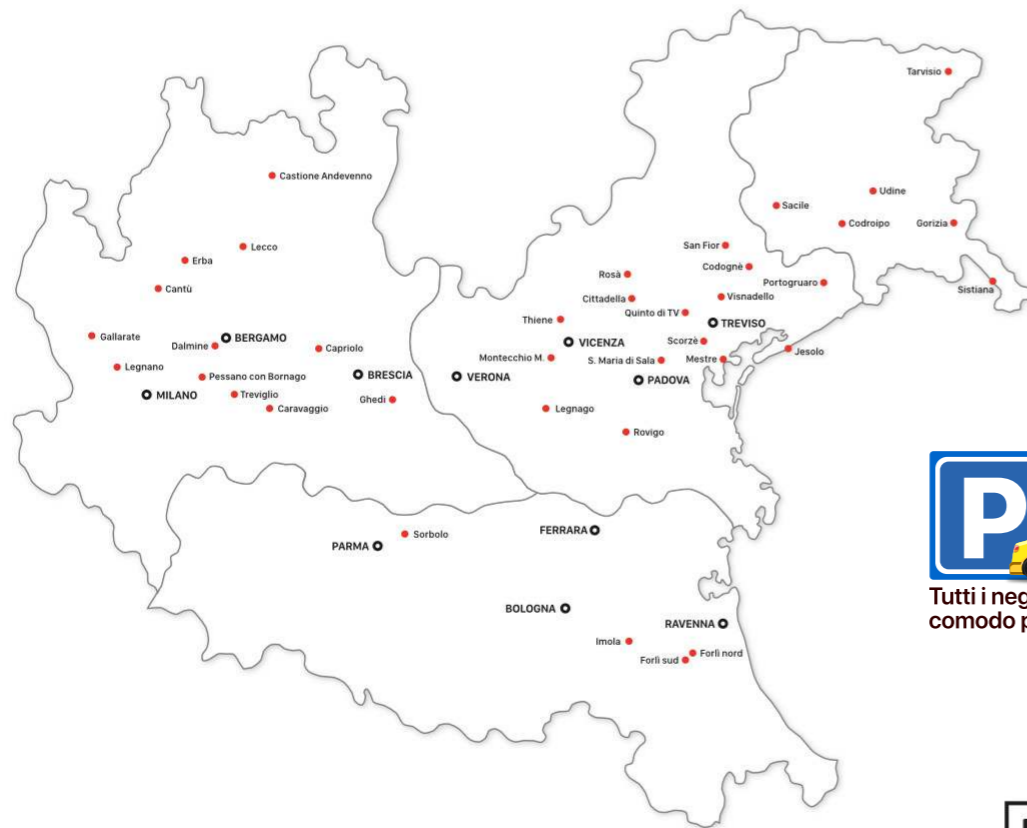 Tarvisio
Castione Andevenno
Udine
Sacile
Codroipo
Gorizia
San Fior
Lecco
Erba
Codognè
Rosà
Portogruaro
Sistiana
Cantù
Cittadella
Visnadello
Quinto di TV
Thiene
TREVISO
Gallarate
BERGAMO
VICENZA
Scorzè
Dalmine
Capriolo
Jesolo
Montecchio M.
S. Maria di Sala
Mestre
Legnano
BRESCIA
VERONA
Pessano con Bornago
PADOVA
MILANO
Treviglio
Ghedi
Caravaggio
Legnago
Rovigo
P
FERRARA
Sorbolo
PARMA
Tutti i neg
comodo p
BOLOGNA
RAVENNA
Imola
Forlì nord
Forlì sud